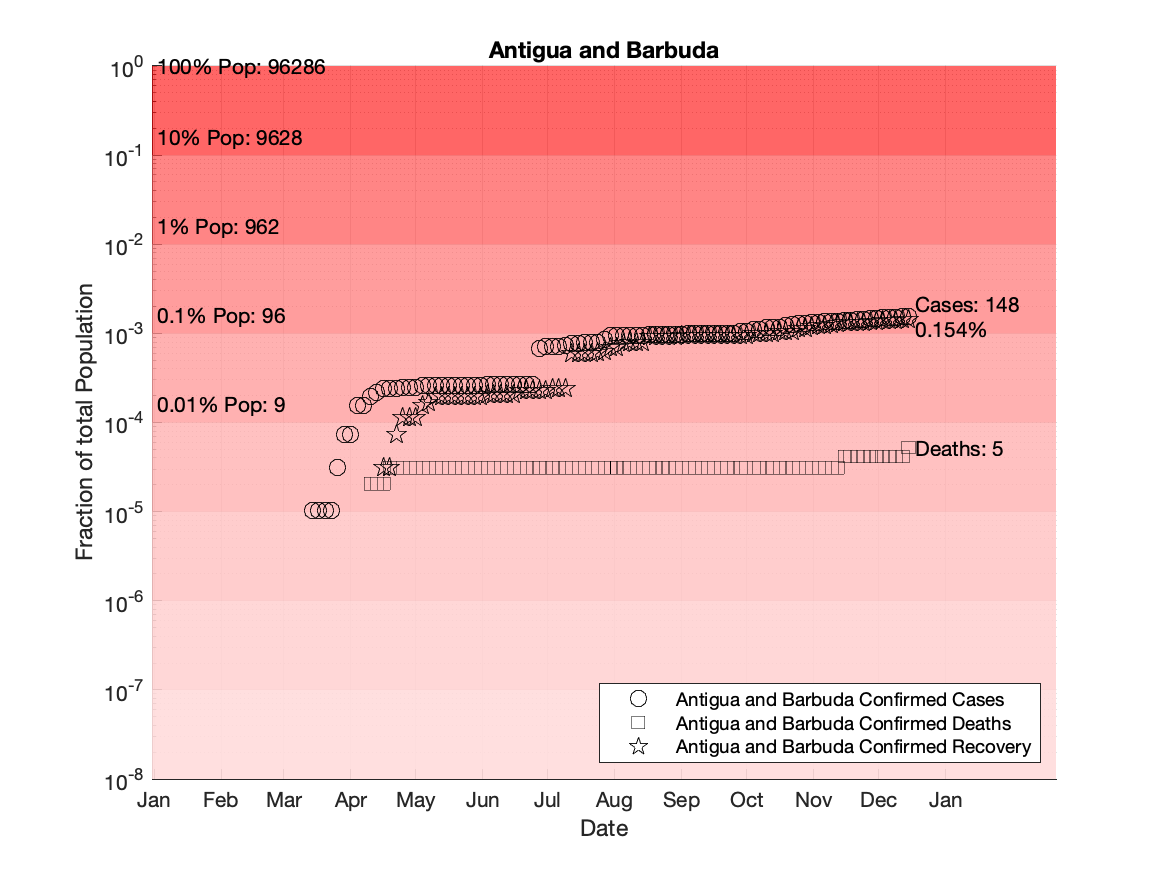 Antigua and Barbuda
10^0
10^-1
10^-2
10^-3
10^-4
10^-5
10^-6
10^-7
10^-8
Fraction of total Population
100% Pop: 96286
10% Pop: 9628
1% Pop: 962
0.1% Pop: 96
0.01% Pop: 9
Cases: 148
0.154%
Deaths: 5
Antigua and Barbuda Confirmed Cases
Antigua and Barbuda Confirmed Deaths
Antigua and Barbuda Confirmed Recovery
Jan Feb Mar Apr May Jun Jul Aug Sep Oct Nov Dec Jan
Date